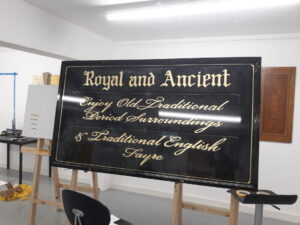 Royal and Ancient
Enjoy Old Traditional
Period Surroundings
& Traditional English
Fayre